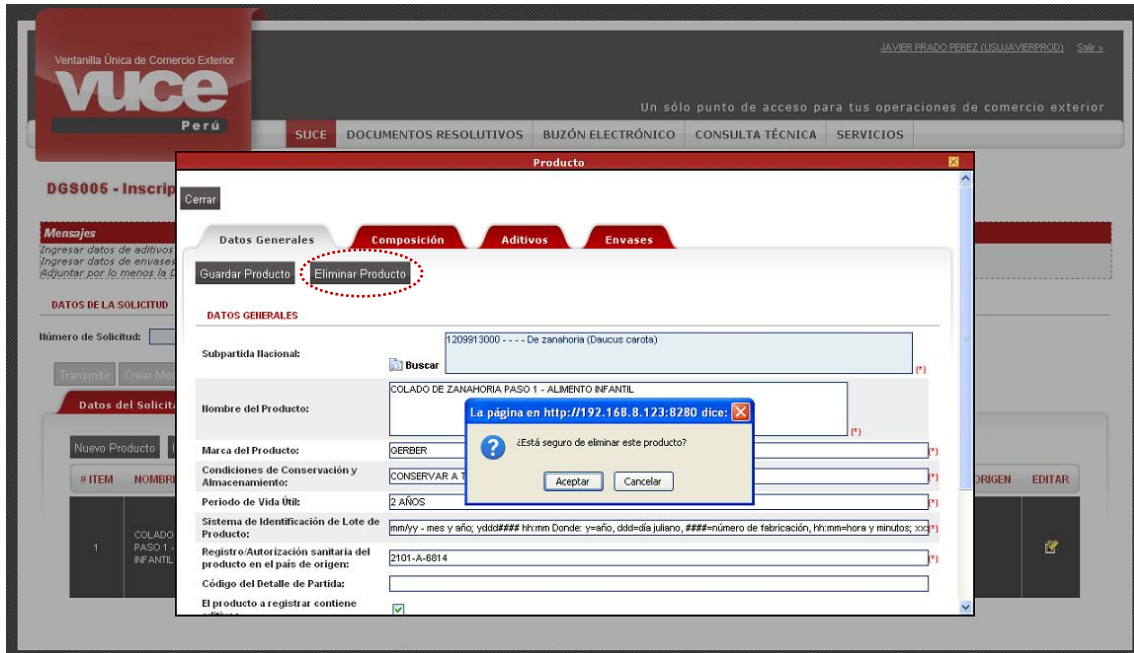 JAVIER PRADO PEREZ (USUJAVIERPROD) Salir »
Ventanilla Única de Comercio Exterior
vuce
Perú
Un sólo punto de acceso para tus operaciones de comercio exterior
SUCE DOCUMENTOS RESOLUTIVOS BUZÓN ELECTRÓNICO CONSULTA TÉCNICA SERVICIOS
Producto
DGS005 - Inscrip
Cerrar
Mensajes
Ingresar datos de aditivos
Ingresar datos de envases
Adjuntar por lo menos la D
Datos Generales Composición Aditivos Envases
Guardar Producto Eliminar Producto
DATOS DE LA SOLICITUD
DATOS GENERALES
Número de Solicitud:
Subpartida Nacional:
1209913000 - - - - De zanahoria (Daucus carota)
Buscar (*)
Transmitir Crear Mod
Datos del Solicit
Nombre del Producto:
COLADO DE ZANAHORIA PASO 1 - ALIMENTO INFANTIL
(*)
La página en http://192.168.8.123:8280 dice:
¿Está seguro de eliminar este producto?
Aceptar Cancelar
Nuevo Producto
Marca del Producto: GERBER (*)
# ITEM NOMBR ORIGEN EDITAR
Condiciones de Conservación y
Almacenamiento: CONSERVAR A T (*)
Periodo de Vida Útil: 2 AÑOS (*)
Sistema de Identificación de Lote de
Producto: mm/yy - mes y año; yddd#### hh:mm Donde: y=año, ddd=día juliano, ####=número de fabricación, hh:mm=hora y minutos; xxx (*)
1 COLADO
PASO 1 -
INFANTIL
Registro/Autorización sanitaria del
producto en el país de origen: 2101-A-6814 (*)
Código del Detalle de Partida:
El producto a registrar contiene